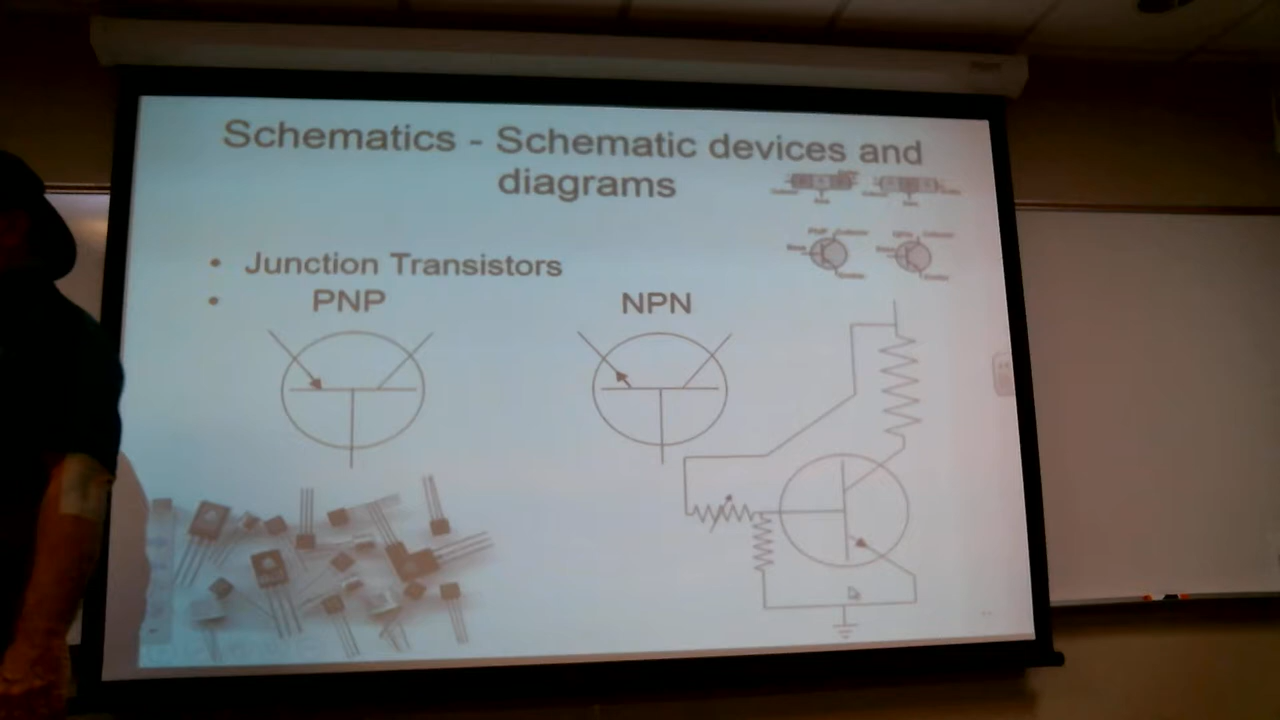 Schematics - Schematic devices and
diagrams
• Junction Transistors
• PNP NPN